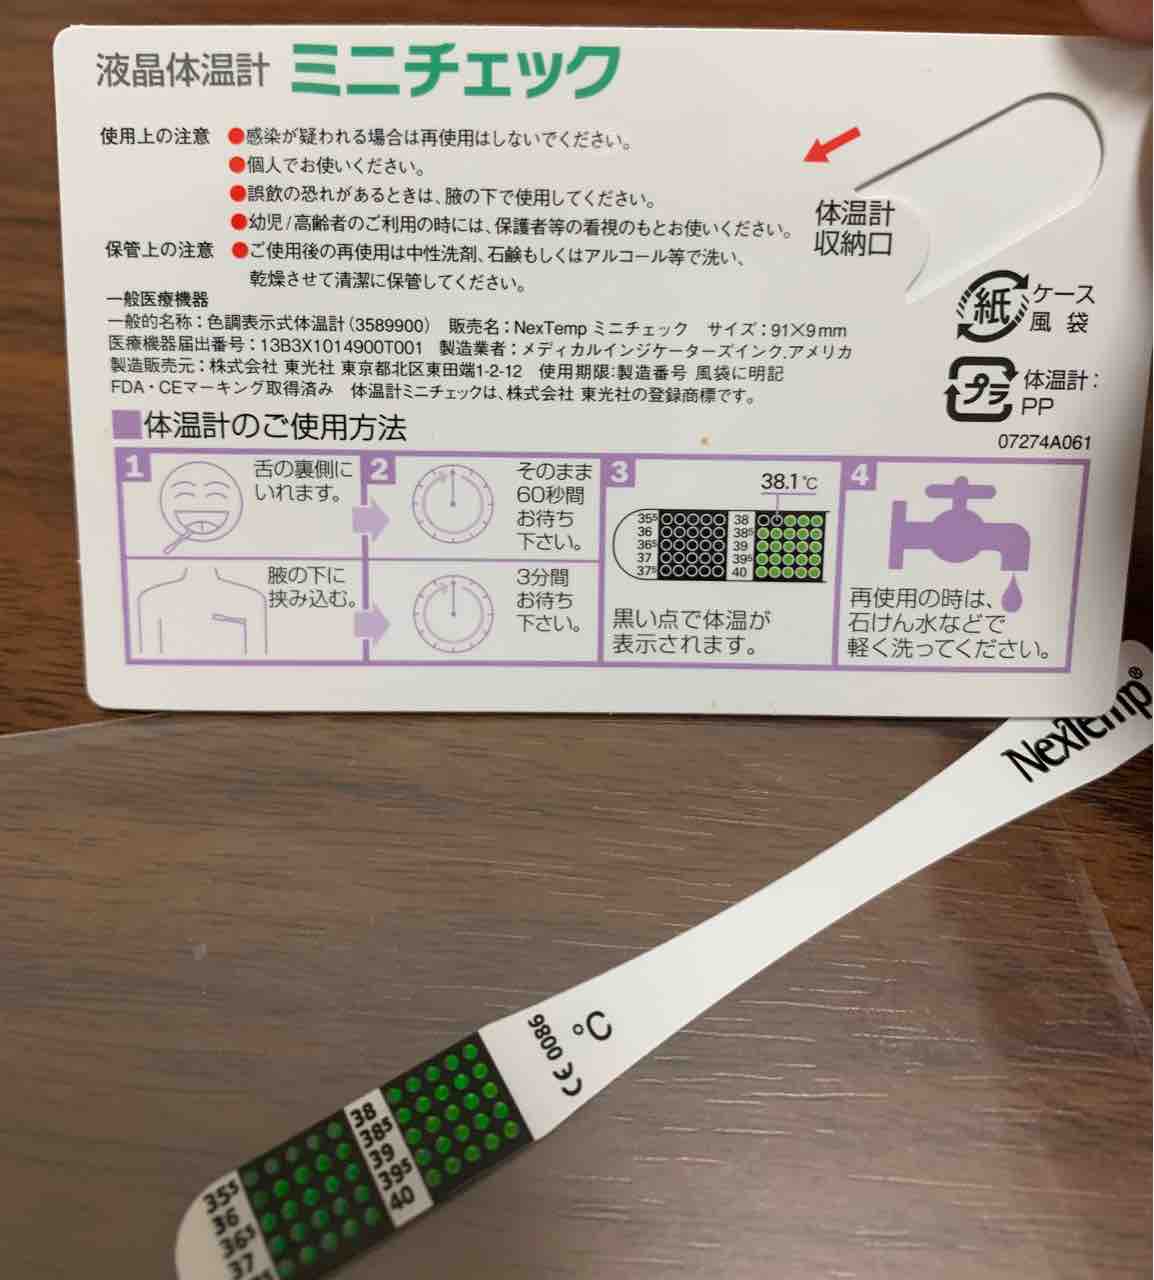 液晶体温計 ミニチェック
使用上の注意 ●感染が疑われる場合は再使用はしないでください。
●個人でお使いください。
●誤飲の恐れがあるときは、腋の下で使用してください。
●幼児/高齢者のご利用の時には、保護者等の看視のもとお使いください。
保管上の注意 ●ご使用後の再使用は中性洗剤、石鹸もしくはアルコール等で洗い、
乾燥させて清潔に保管してください。
体温計
収納口
一般医療機器
一般的名称：色調表示式体温計(3589900) 販売名：NexTemp ミニチェック サイズ：91×9mm
医療機器届出番号：13B3X1014900T001 製造業者：メディカルインジケーターズインク.アメリカ
製造販売元：株式会社 東光社 東京都北区東田端1-2-12 使用期限:製造番号 風袋に明記
FDA・CEマーキング取得済み 体温計ミニチェックは、株式会社 東光社の登録商標です。
紙 ケース
風袋
プラ 体温計：
PP
07274A061
■体温計のご使用方法
1
舌の裏側に
いれます。
腋の下に
挟み込む。
2
そのまま
60秒間
お待ち
下さい。
3分間
お待ち
下さい。
3
38.1℃
35⁵ 38
36 38⁵
36⁵ 39
37 39⁵
37⁵ 40
黒い点で体温が
表示されます。
4
再使用の時は、
石けん水などで
軽く洗ってください。
NexTemp®
°C
CE 0086
38
38⁵
39
39⁵
40
35⁵
36
36⁵
37